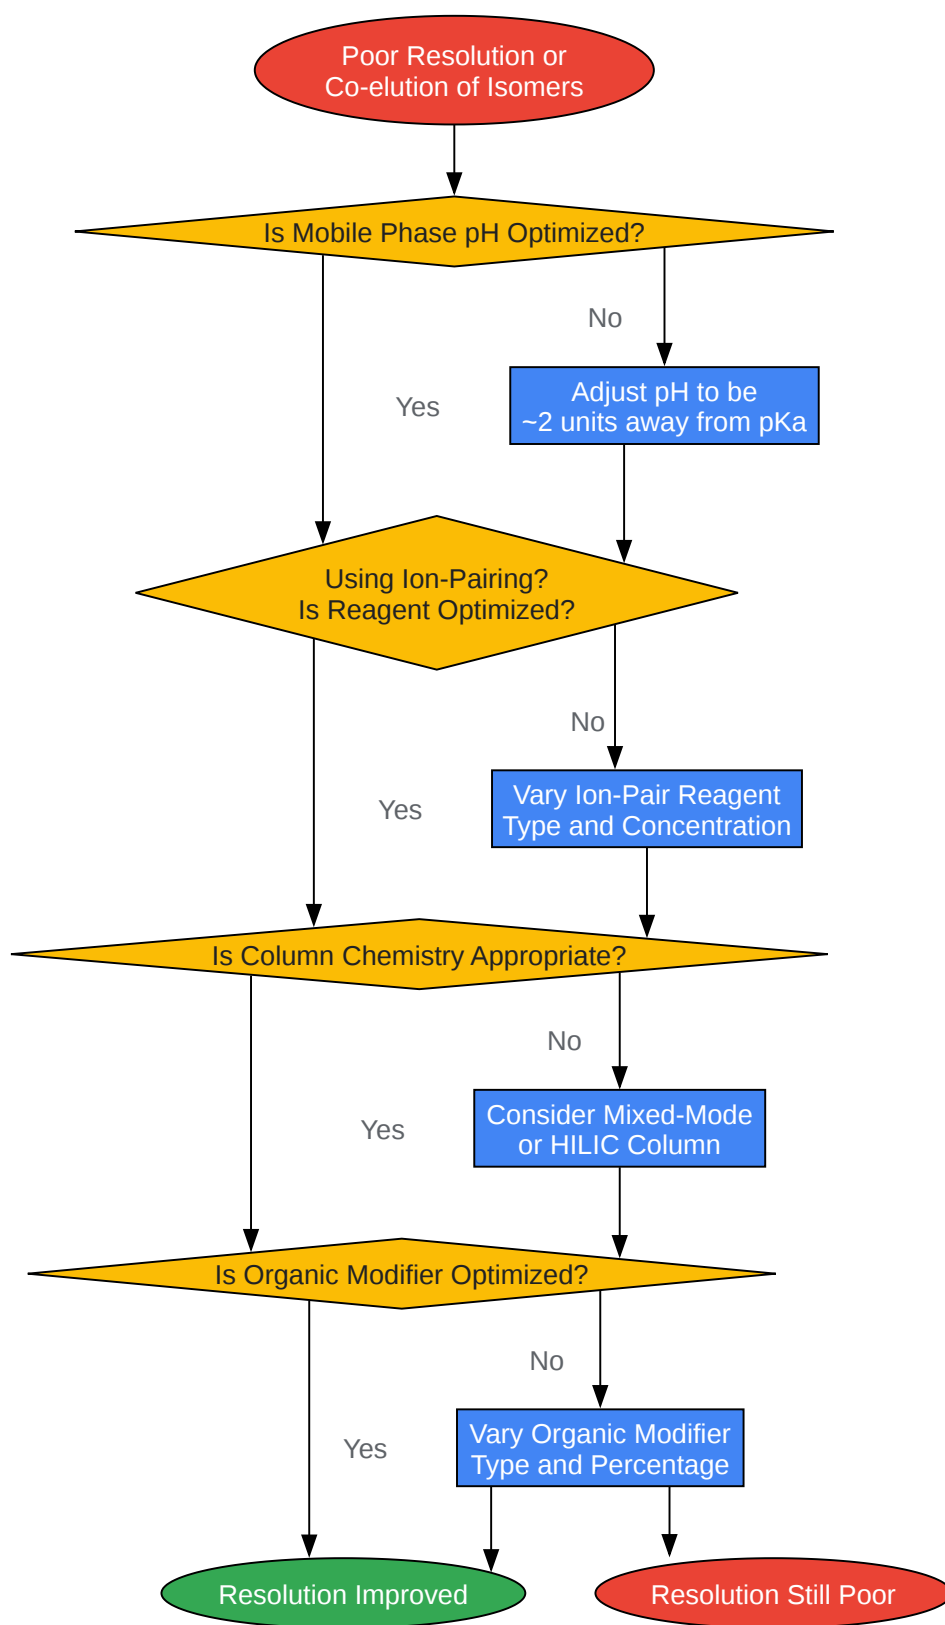 Poor Resolution or
Co-elution of Isomers
Is Mobile Phase pH Optimized?
No
Yes
Adjust pH to be
~2 units away from pKa
Using Ion-Pairing?
Is Reagent Optimized?
No
Yes
Vary Ion-Pair Reagent
Type and Concentration
Is Column Chemistry Appropriate?
No
Yes
Consider Mixed-Mode
or HILIC Column
Is Organic Modifier Optimized?
No
Yes
Vary Organic Modifier
Type and Percentage
Resolution Improved
Resolution Still Poor